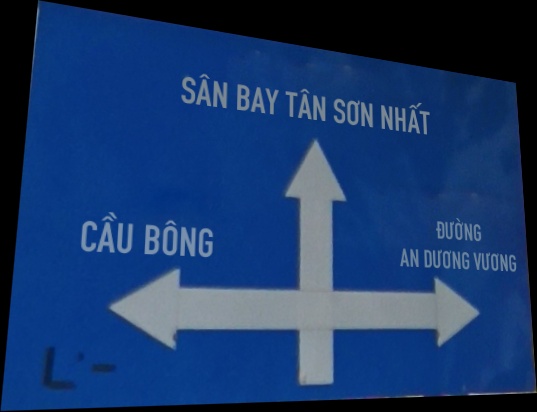 SÂN BAY TÂN SƠN NHẤT
CẦU BÔNG
ĐƯỜNG
AN DƯƠNG VƯƠNG